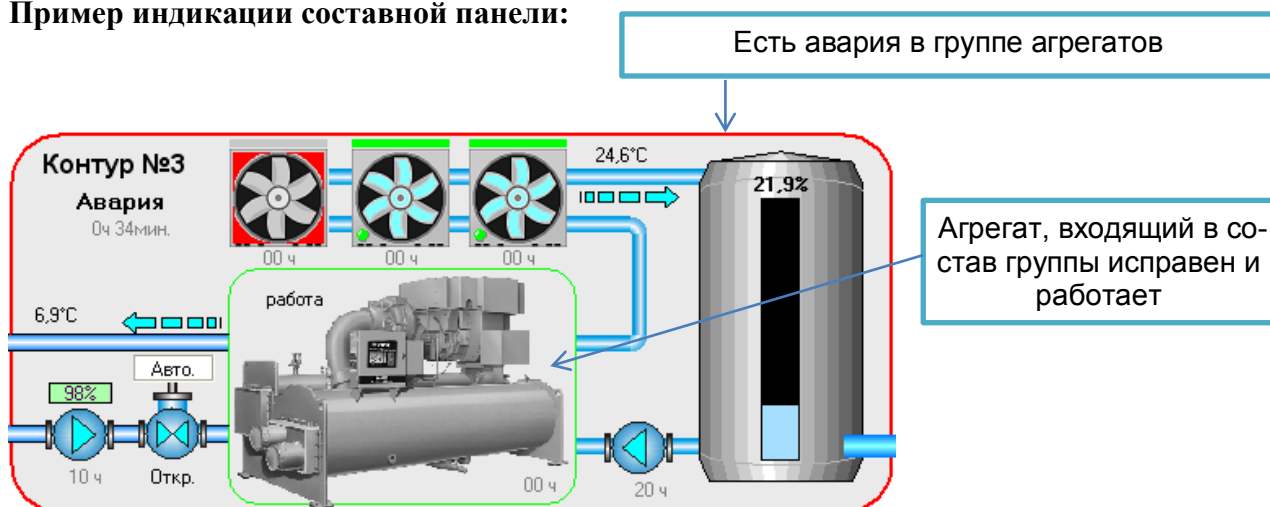 Пример индикации составной панели:
Есть авария в группе агрегатов
Контур №3
Авария
0ч 34мин.
00 ч
00 ч
00 ч
24,6°C
21,9%
Агрегат, входящий в со-
став группы исправен и
работает
6,9°C
работа
Авто.
98%
10 ч
Откр.
00 ч
20 ч